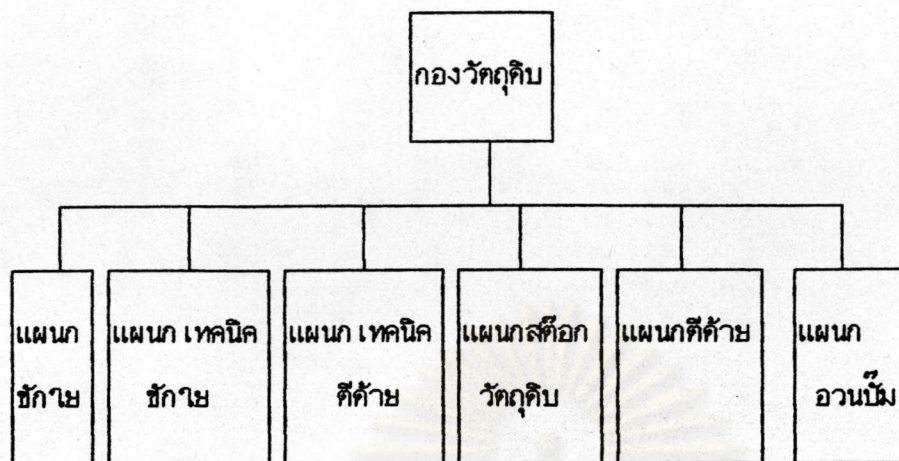 กองวัตถุดิบ
แผนก
ชักใย
แผนก เทคนิค
ชักใย
แผนก เทคนิค
ตีด้าย
แผนกสต๊อก
วัตถุดิบ
แผนกตีด้าย
แผนก
อวนปั๊ม